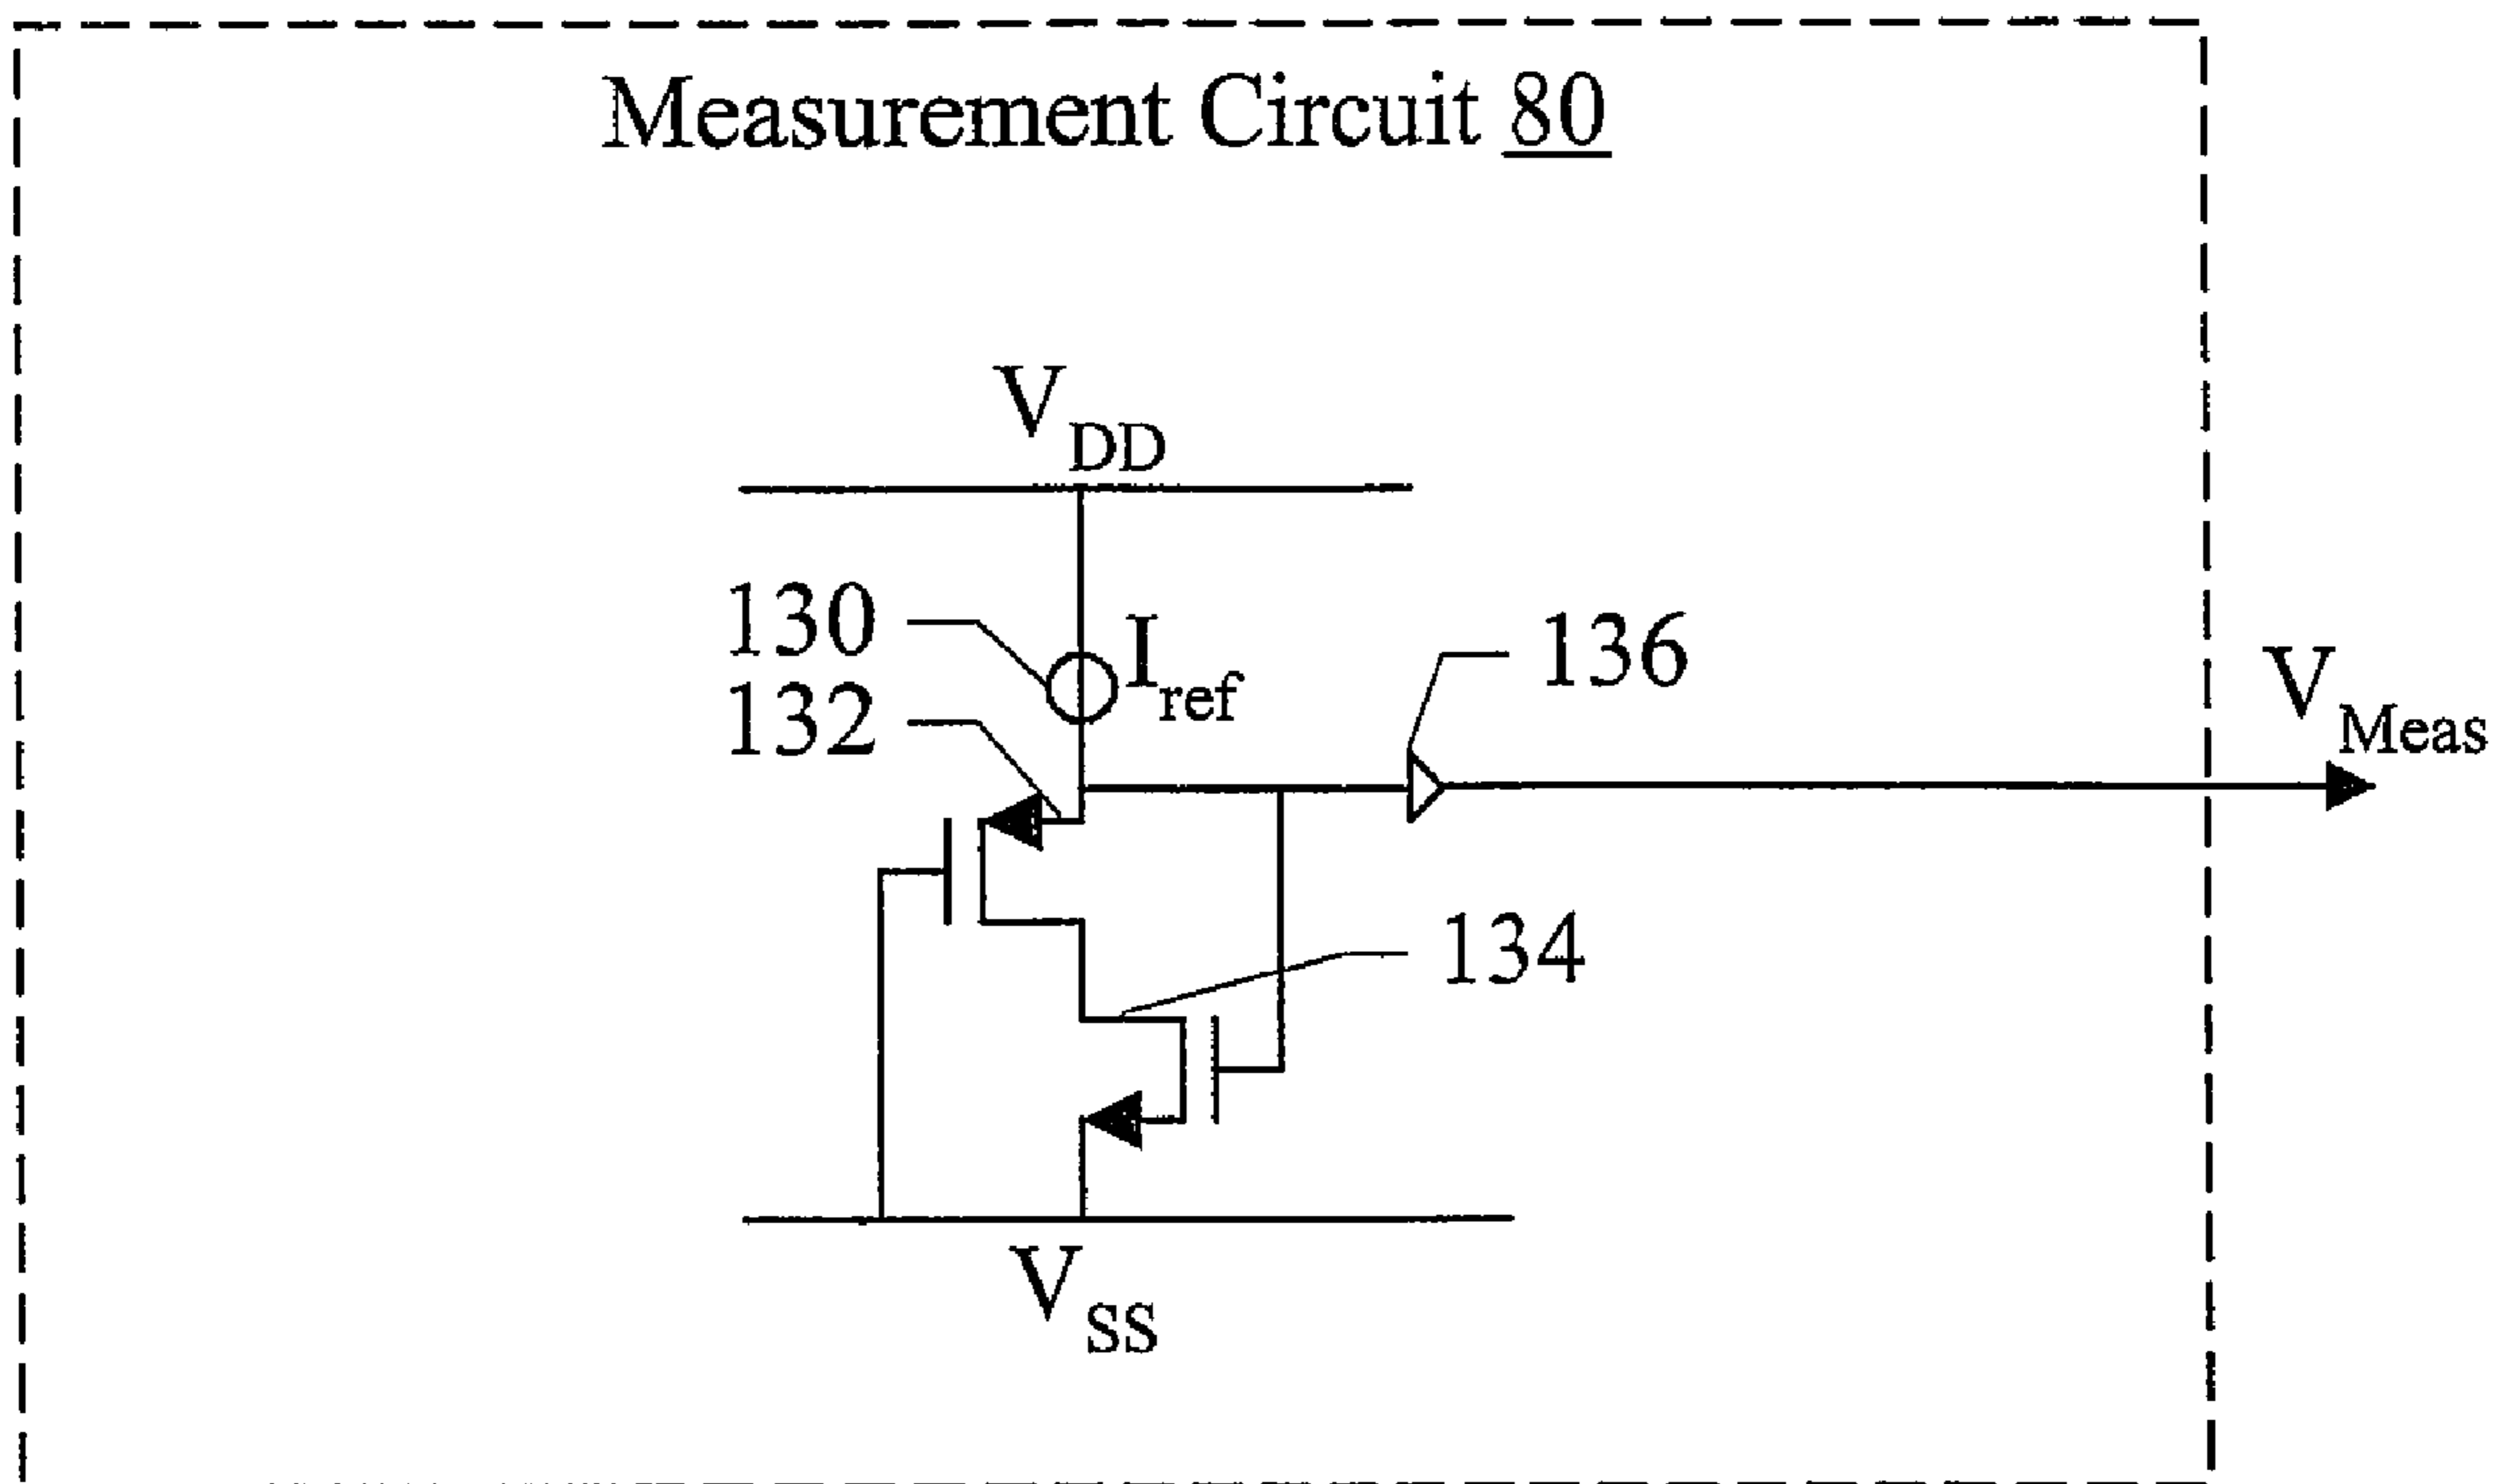 Measurement Circuit 80
VDD
130
Iref
136
132
VMeas
134
VSS